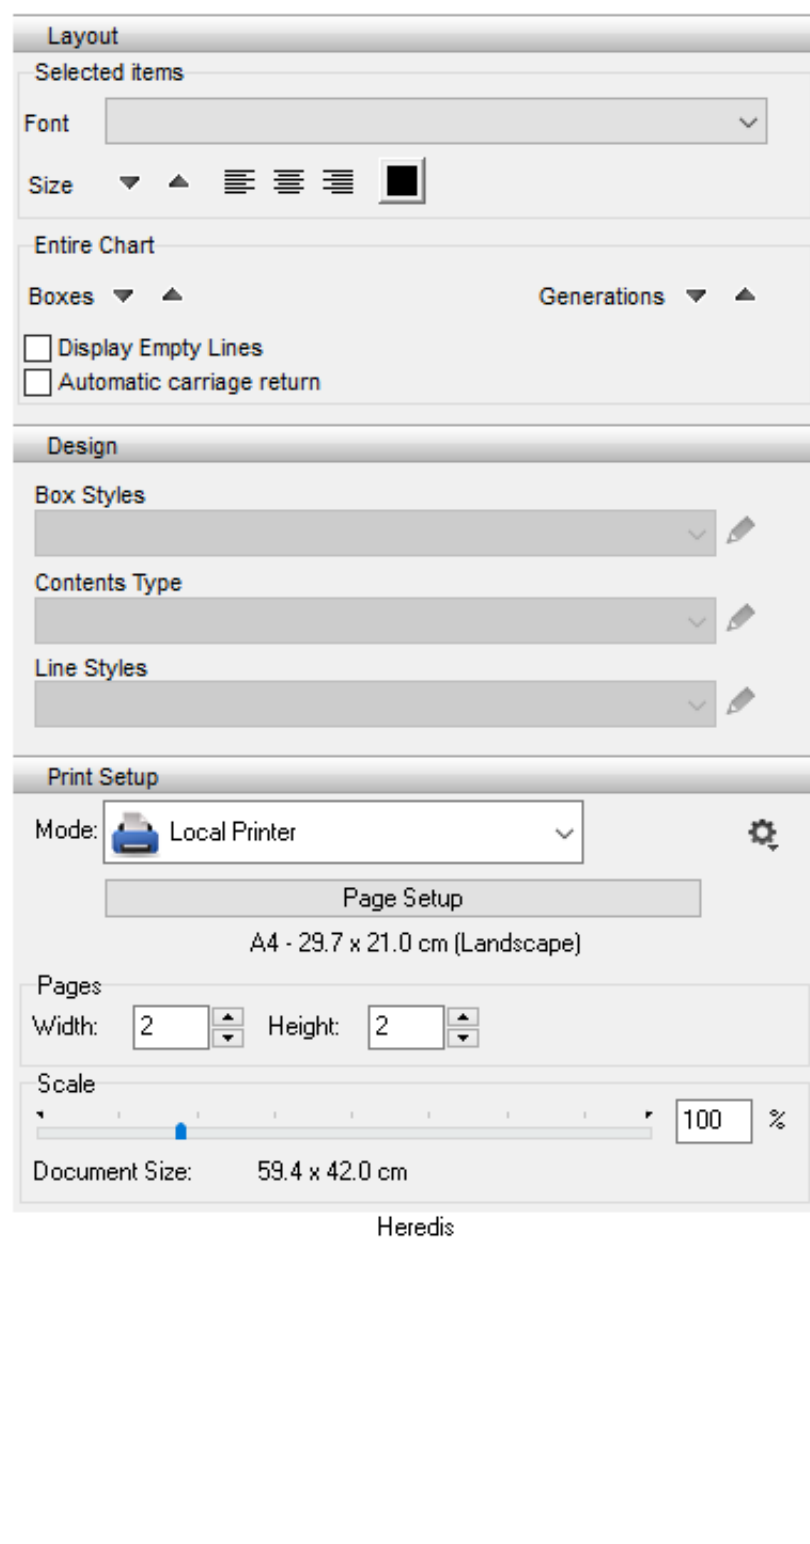 Layout
Selected items
Font
Size
Entire Chart
Boxes Generations
Display Empty Lines
Automatic carriage return
Design
Box Styles
Contents Type
Line Styles
Print Setup
Mode: Local Printer
Page Setup
A4 - 29.7 x 21.0 cm (Landscape)
Pages
Width: 2 Height: 2
Scale
100 %
Document Size: 59.4 x 42.0 cm
Heredis